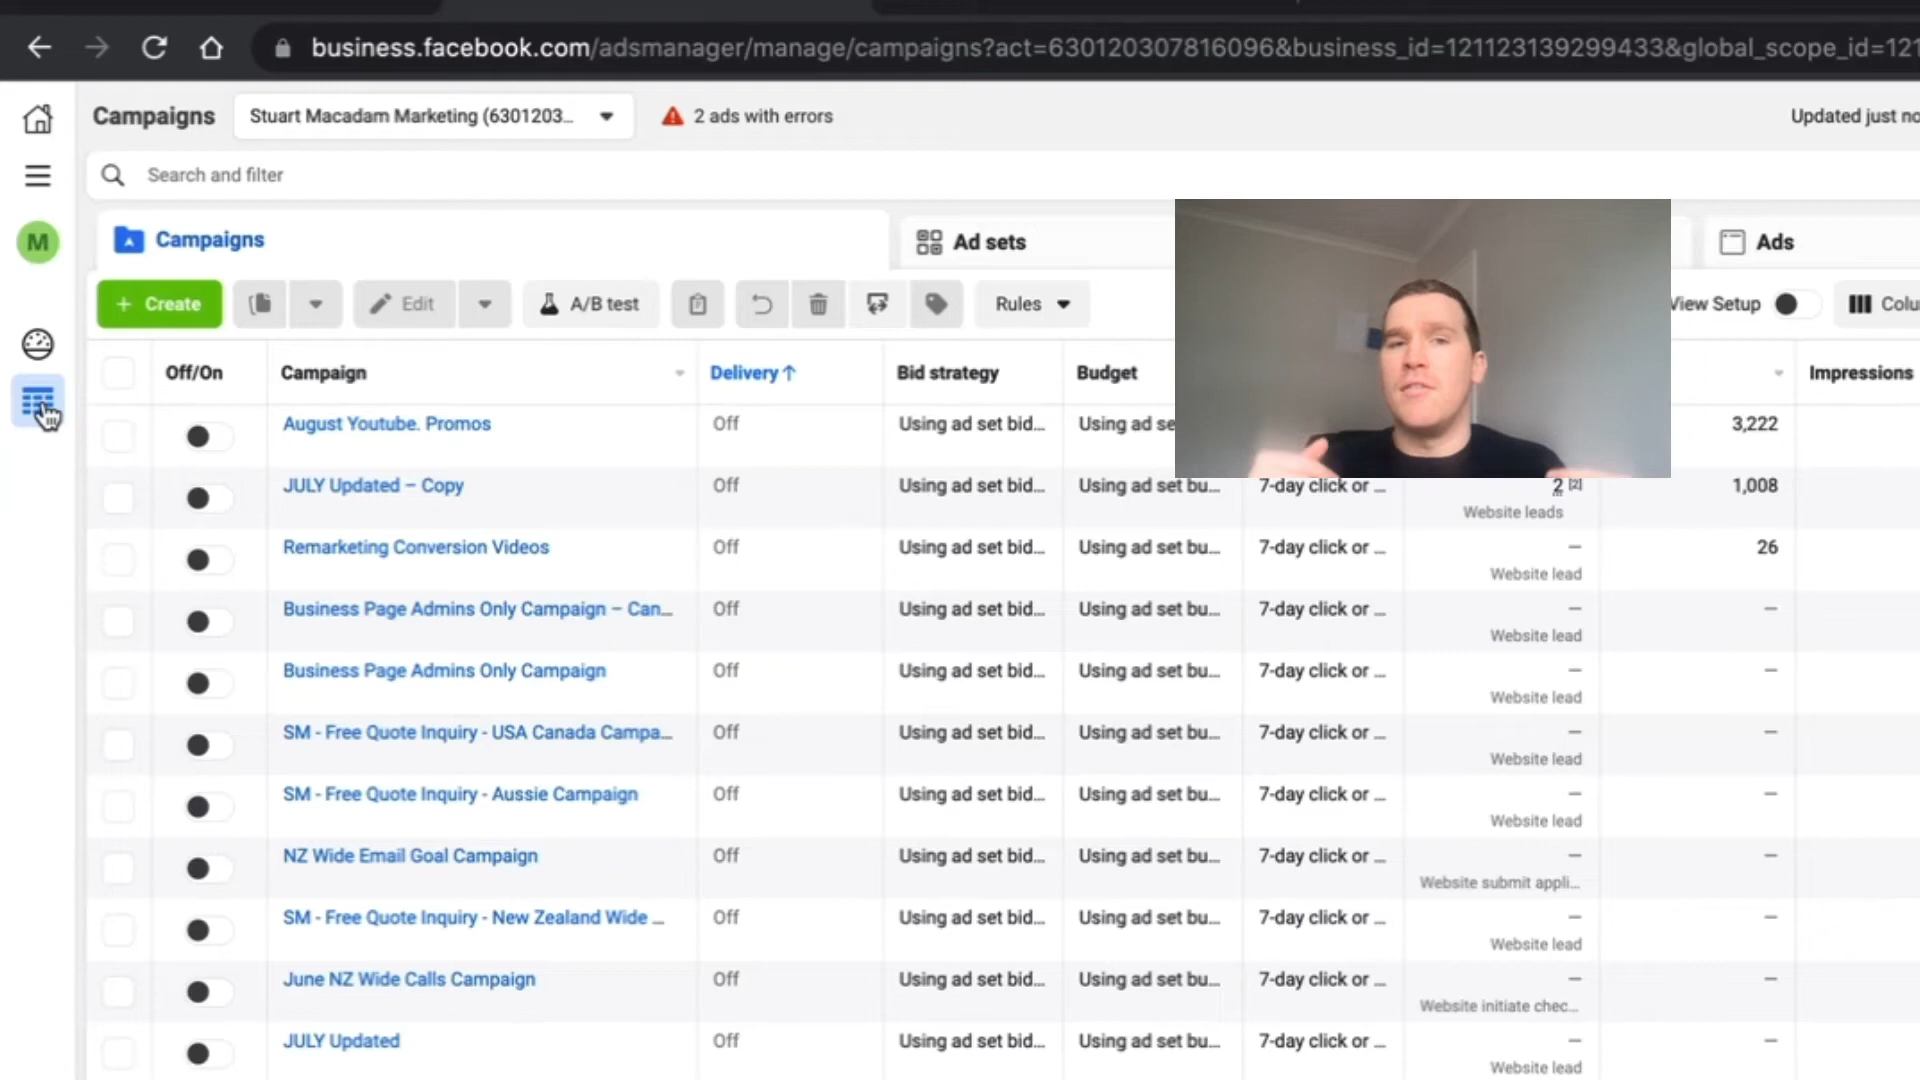 business.facebook.com/adsmanager/manage/campaigns?act=630120307816096&business_id=121123139299433&global_scope_id=121
Campaigns
Stuart Macadam Marketing (6301203...
2 ads with errors
Updated just no
Search and filter
M
Campaigns
Ad sets
Ads
+ Create
Edit
A/B test
Rules
View Setup
Colu
Off/On
Campaign
Delivery↑
Bid strategy
Budget
Impressions
August Youtube. Promos Off Using ad set bid... Using ad se 3,222
JULY Updated – Copy Off Using ad set bid... Using ad set bu... 7-day click or ... 2 [2] 1,008
Website leads
Remarketing Conversion Videos Off Using ad set bid... Using ad set bu... 7-day click or ... — 26
Website lead
Business Page Admins Only Campaign – Can... Off Using ad set bid... Using ad set bu... 7-day click or ... — —
Website lead
Business Page Admins Only Campaign Off Using ad set bid... Using ad set bu... 7-day click or ... — —
Website lead
SM - Free Quote Inquiry - USA Canada Campa... Off Using ad set bid... Using ad set bu... 7-day click or ... — —
Website lead
SM - Free Quote Inquiry - Aussie Campaign Off Using ad set bid... Using ad set bu... 7-day click or ... — —
Website lead
NZ Wide Email Goal Campaign Off Using ad set bid... Using ad set bu... 7-day click or ... — —
Website submit appli...
SM - Free Quote Inquiry - New Zealand Wide ... Off Using ad set bid... Using ad set bu... 7-day click or ... — —
Website lead
June NZ Wide Calls Campaign Off Using ad set bid... Using ad set bu... 7-day click or ... — —
Website initiate chec...
JULY Updated Off Using ad set bid... Using ad set bu... 7-day click or ... — —
Website lead